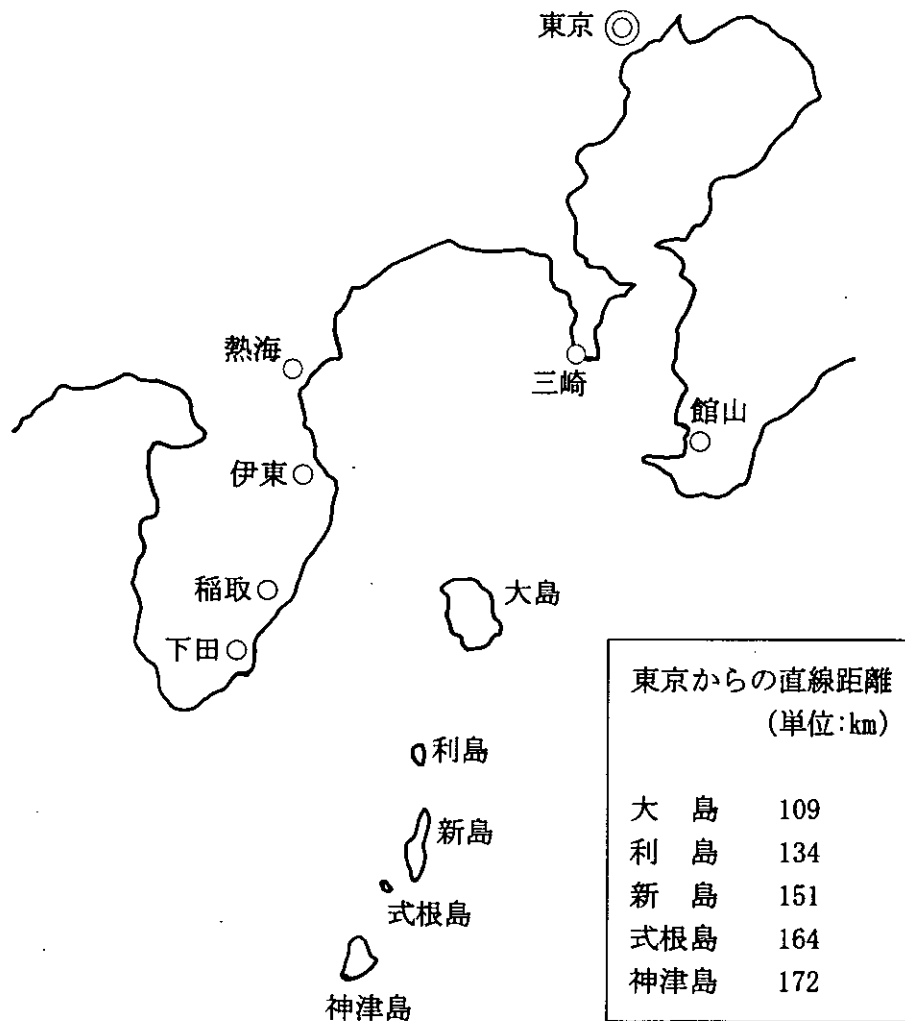 東京
熱海
三崎
館山
伊東
稲取
大島
下田
利島
新島
式根島
神津島
東京からの直線距離
(単位:km)
大 島 109
利 島 134
新 島 151
式根島 164
神津島 172